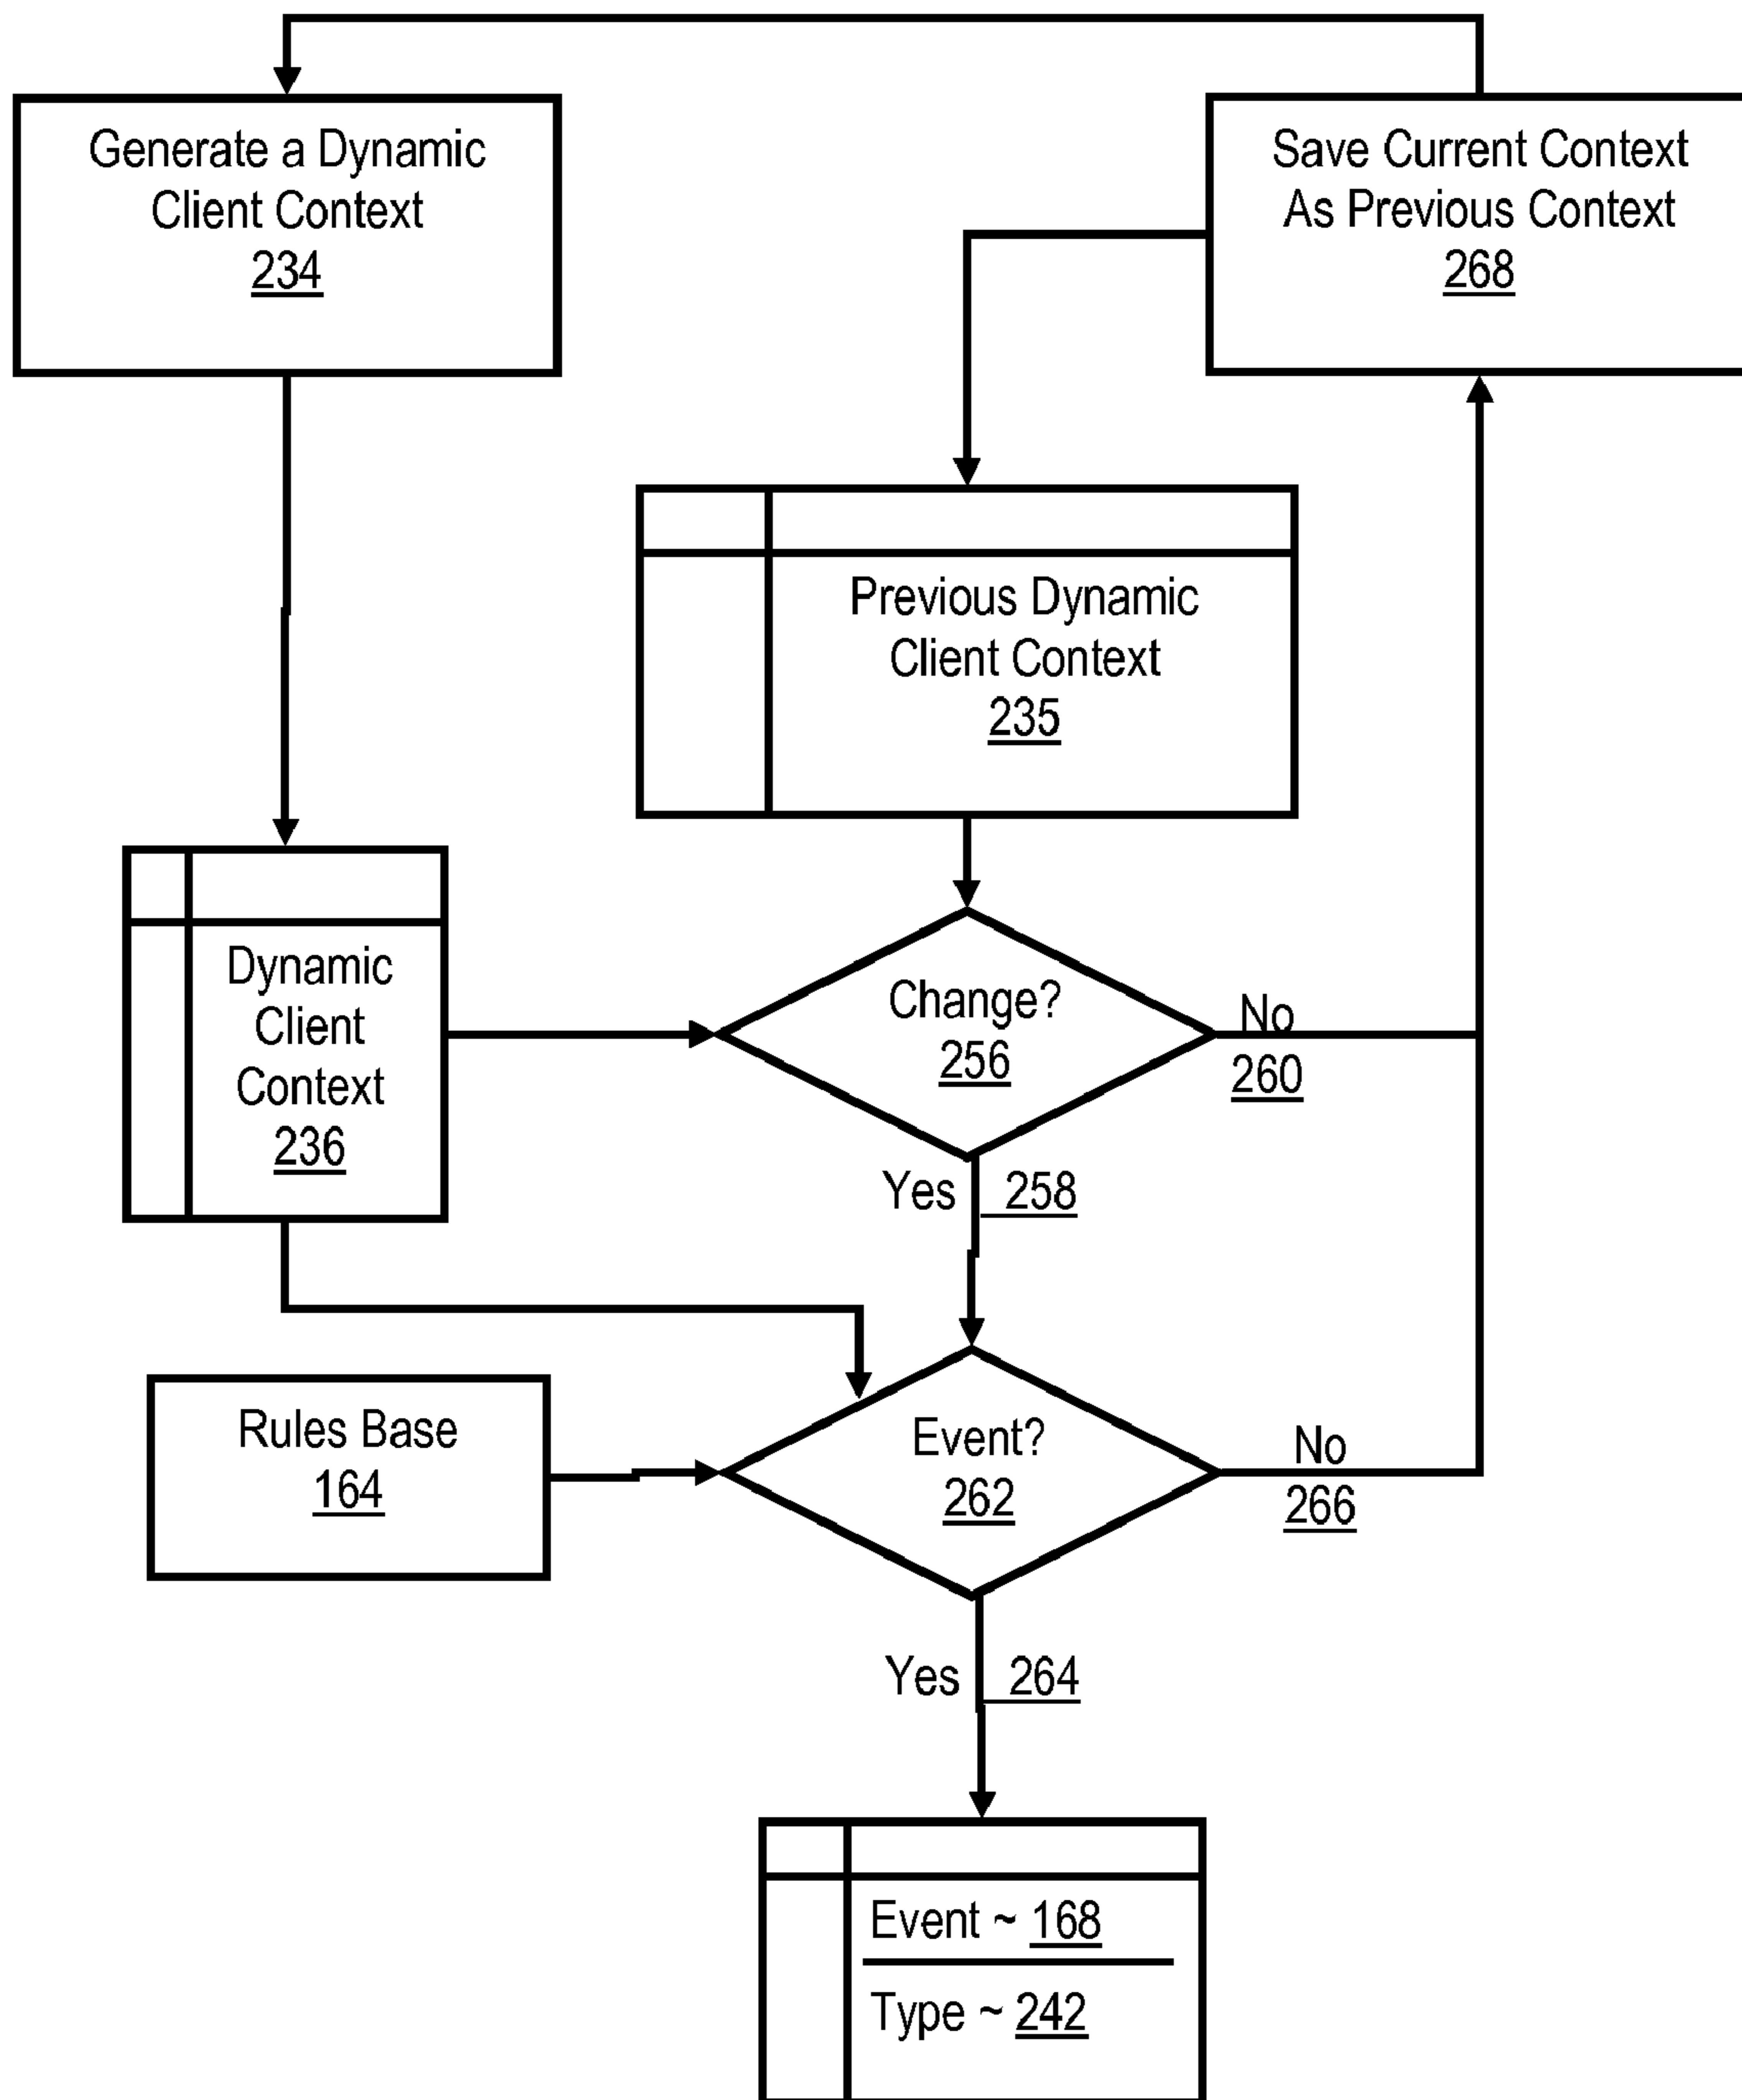 Generate a Dynamic
Client Context
234
Save Current Context
As Previous Context
268
Previous Dynamic
Client Context
235
Dynamic
Client
Context
236
Change?
256
No
260
Yes 258
Rules Base
164
Event?
262
No
266
Yes 264
Event ~ 168
Type ~ 242